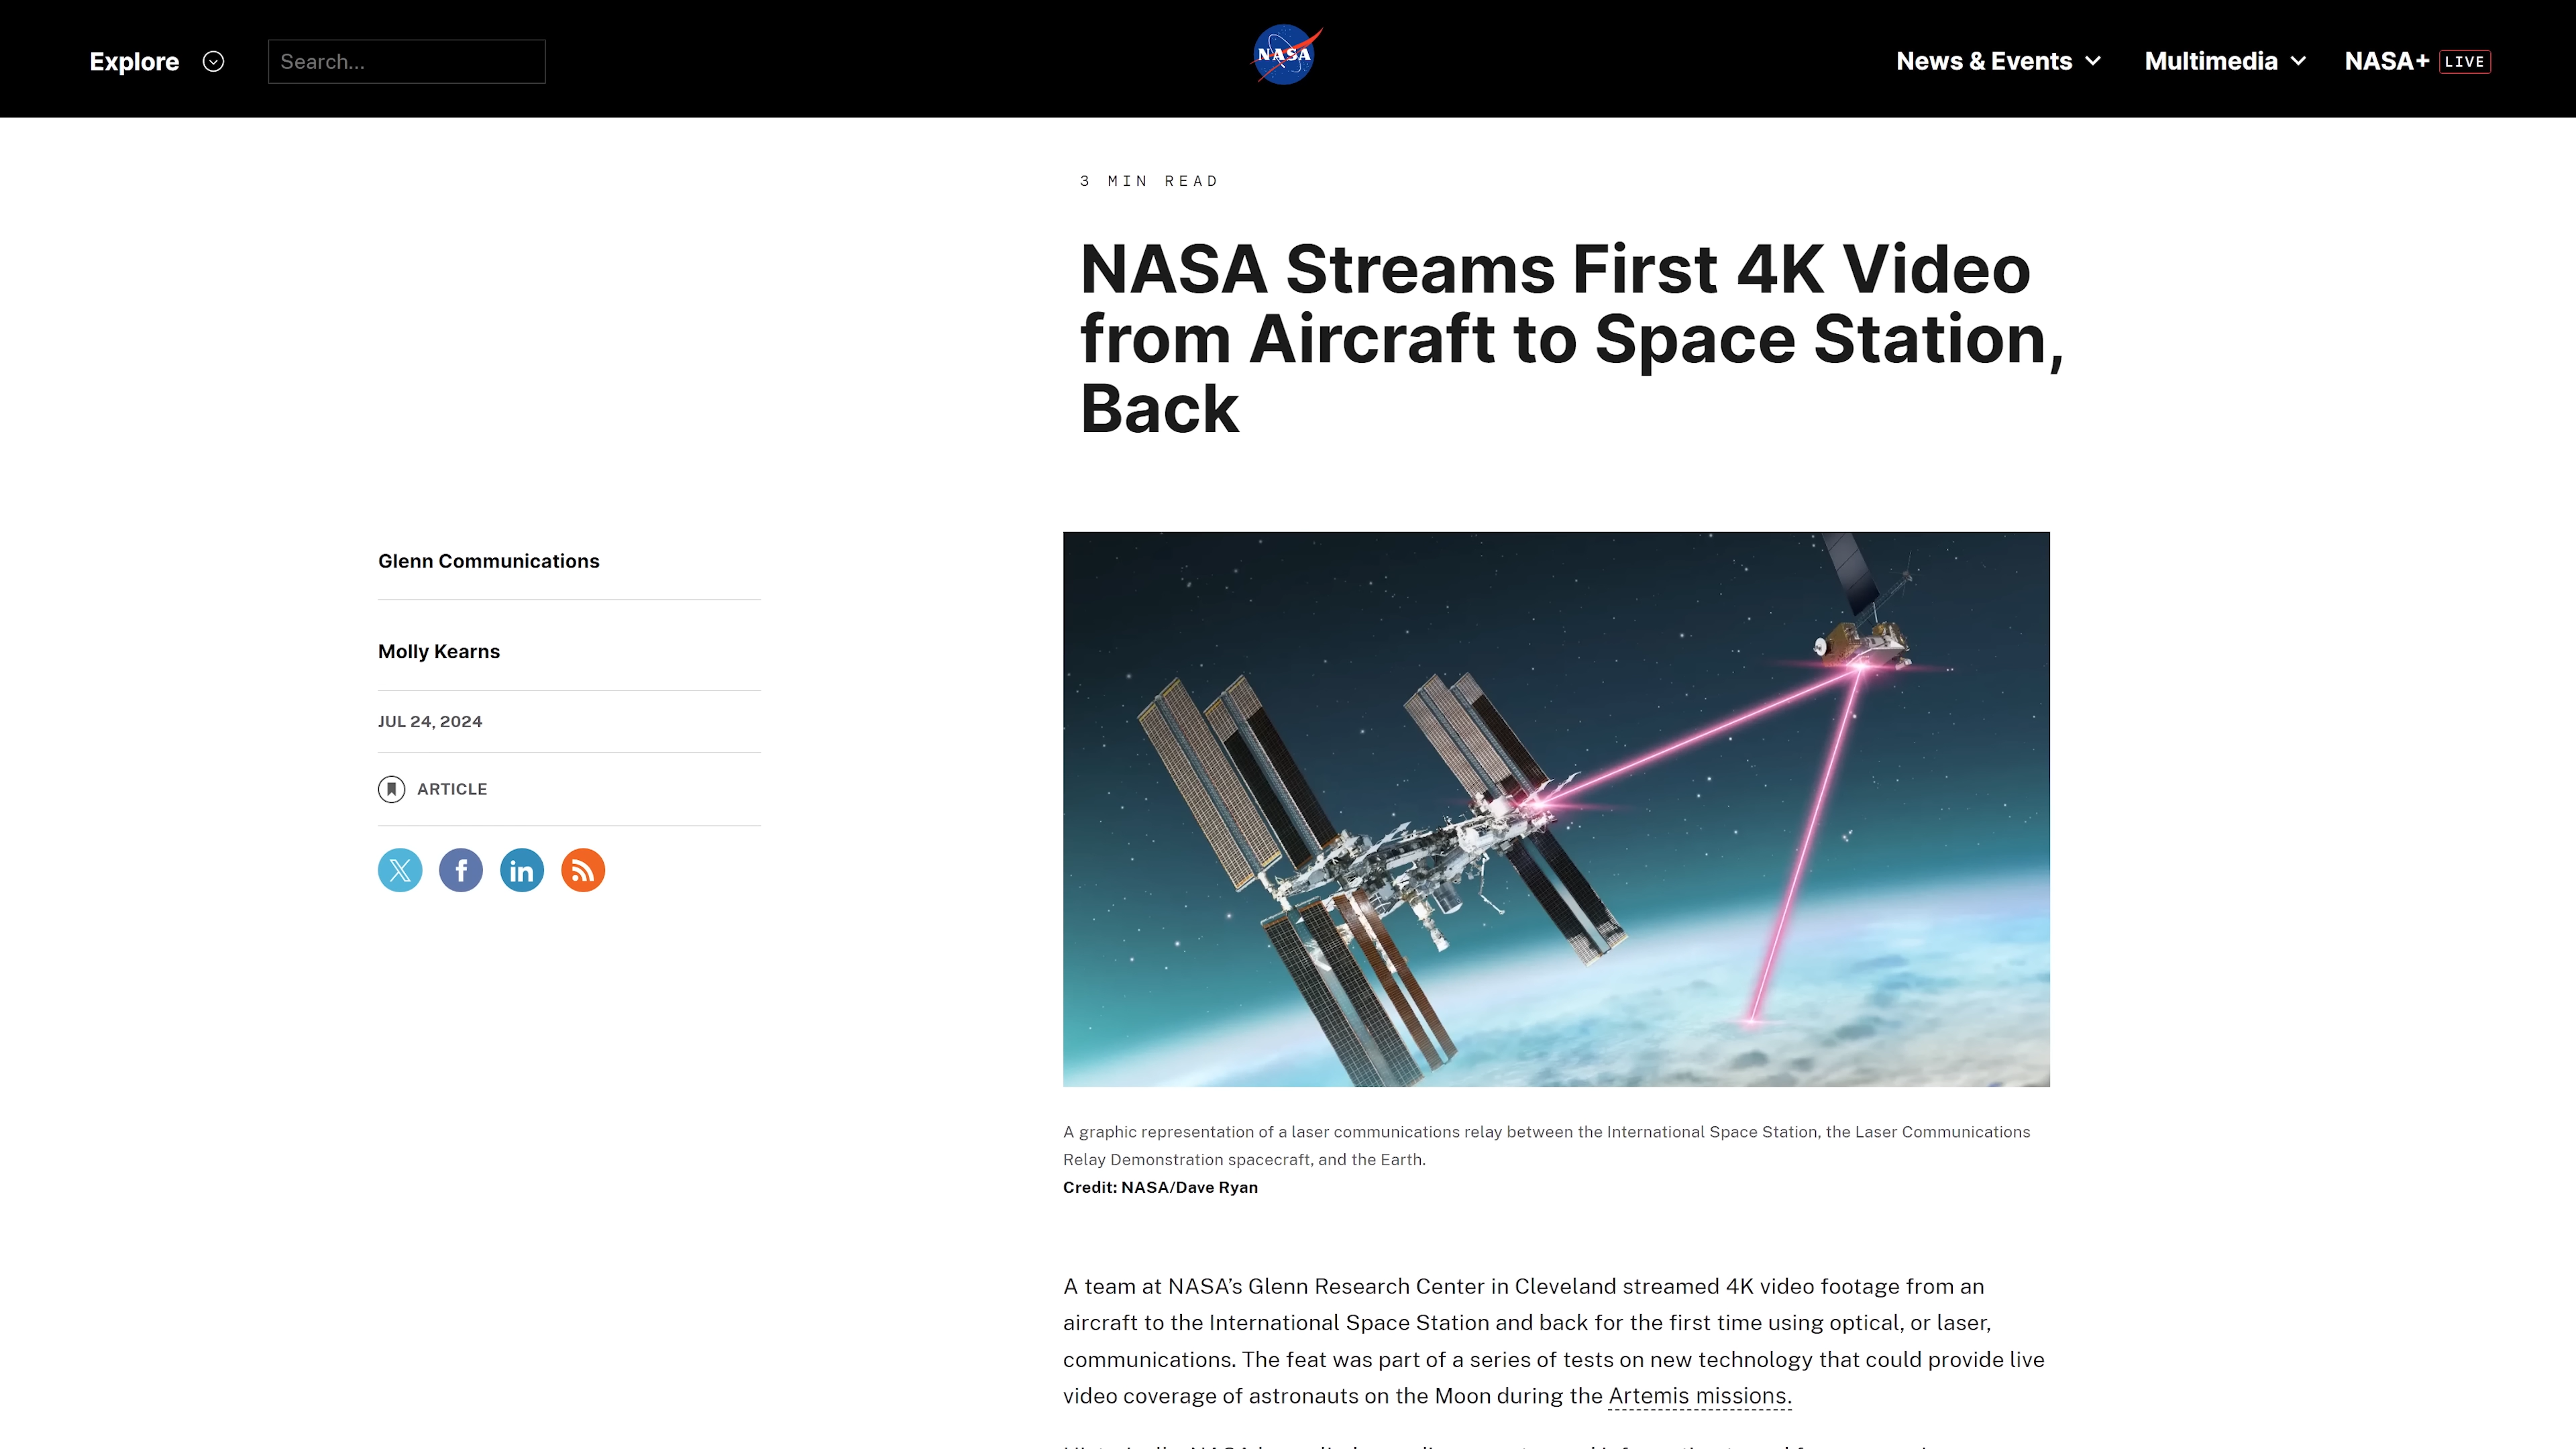 Explore
Search...
NASA
News & Events
Multimedia
NASA+ LIVE
3 MIN READ
NASA Streams First 4K Video
from Aircraft to Space Station,
Back
Glenn Communications
Molly Kearns
JUL 24, 2024
ARTICLE
A graphic representation of a laser communications relay between the International Space Station, the Laser Communications
Relay Demonstration spacecraft, and the Earth.
Credit: NASA/Dave Ryan
A team at NASA’s Glenn Research Center in Cleveland streamed 4K video footage from an
aircraft to the International Space Station and back for the first time using optical, or laser,
communications. The feat was part of a series of tests on new technology that could provide live
video coverage of astronauts on the Moon during the Artemis missions.